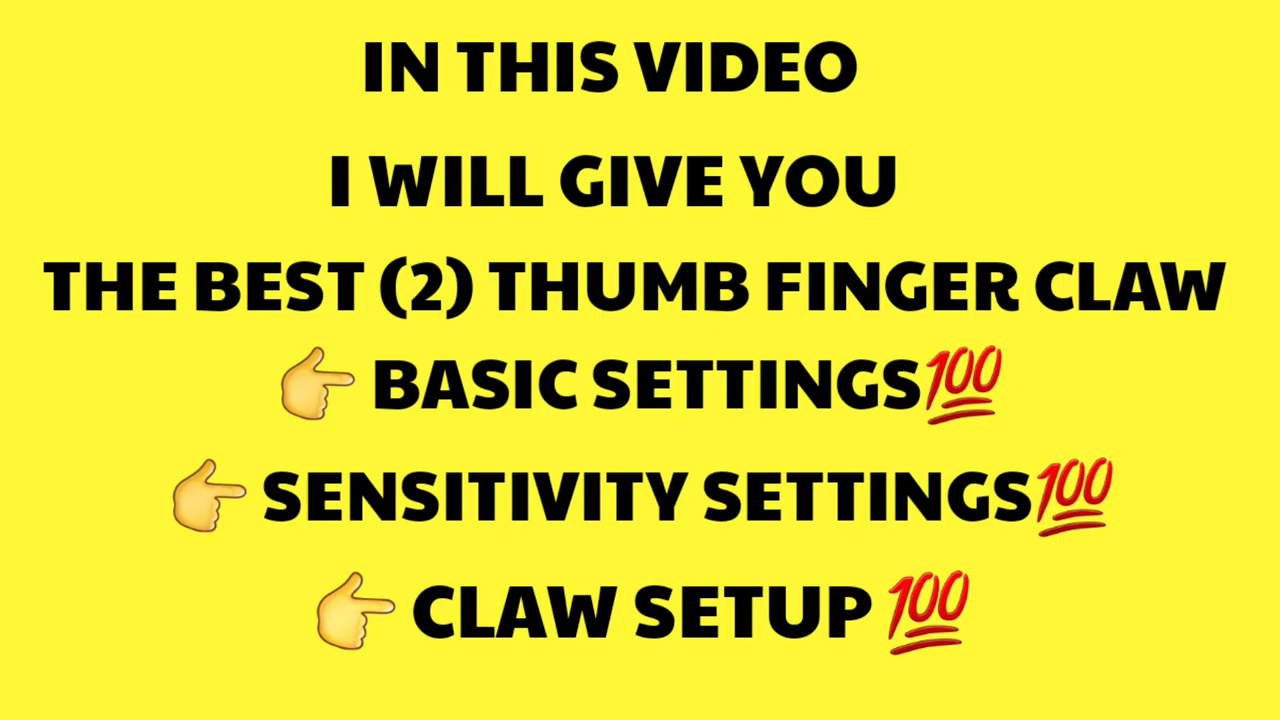 IN THIS VIDEO
I WILL GIVE YOU
THE BEST (2) THUMB FINGER CLAW
👉 BASIC SETTINGS💯
👉 SENSITIVITY SETTINGS💯
👉 CLAW SETUP 💯